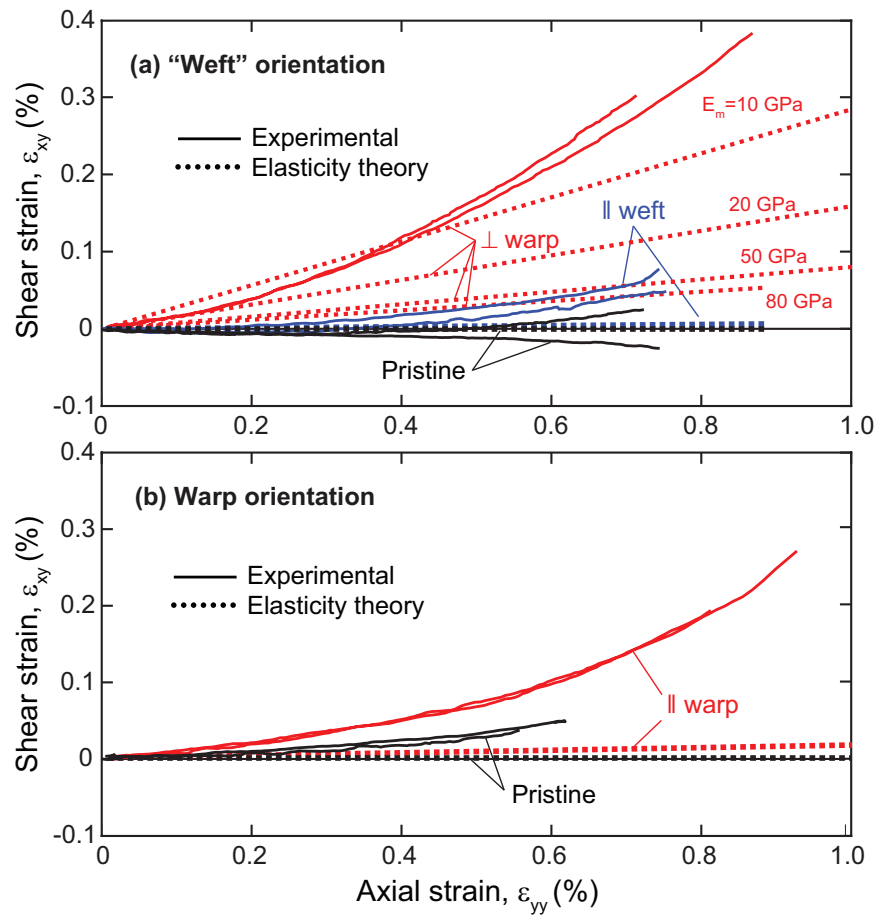 0.4
0.3
0.2
0.1
0
-0.1
Shear strain, ε_xy (%)
(a) “Weft” orientation
Experimental
Elasticity theory
E_m=10 GPa
ǁ weft
20 GPa
⊥ warp
50 GPa
80 GPa
Pristine
0 0.2 0.4 0.6 0.8 1.0
0.4
0.3
0.2
0.1
0
-0.1
Shear strain, ε_xy (%)
(b) Warp orientation
Experimental
Elasticity theory
ǁ warp
Pristine
0 0.2 0.4 0.6 0.8 1.0
Axial strain, ε_yy (%)